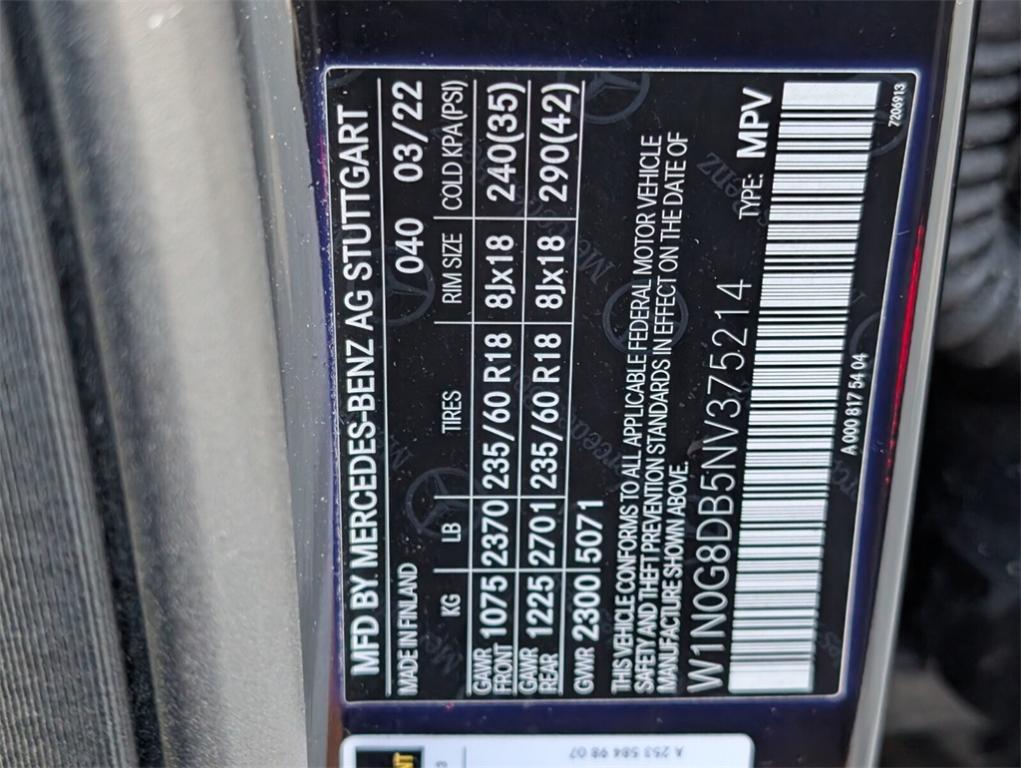 MFD BY MERCEDES-BENZ AG STUTTGART
MADE IN FINLAND 040 03/22
KG LB TIRES RIM SIZE COLD KPA (PSI)
GAWR FRONT 1075 2370 235/60 R18 8Jx18 240(35)
GAWR REAR 1225 2701 235/60 R18 8Jx18 290(42)
GVWR 2300 5071
THIS VEHICLE CONFORMS TO ALL APPLICABLE FEDERAL MOTOR VEHICLE
SAFETY AND THEFT PREVENTION STANDARDS IN EFFECT ON THE DATE OF
MANUFACTURE SHOWN ABOVE.
W1N0G8DB5NV375214 TYPE: MPV
A 000 817 54 04 7206913
A 253 584 98 07